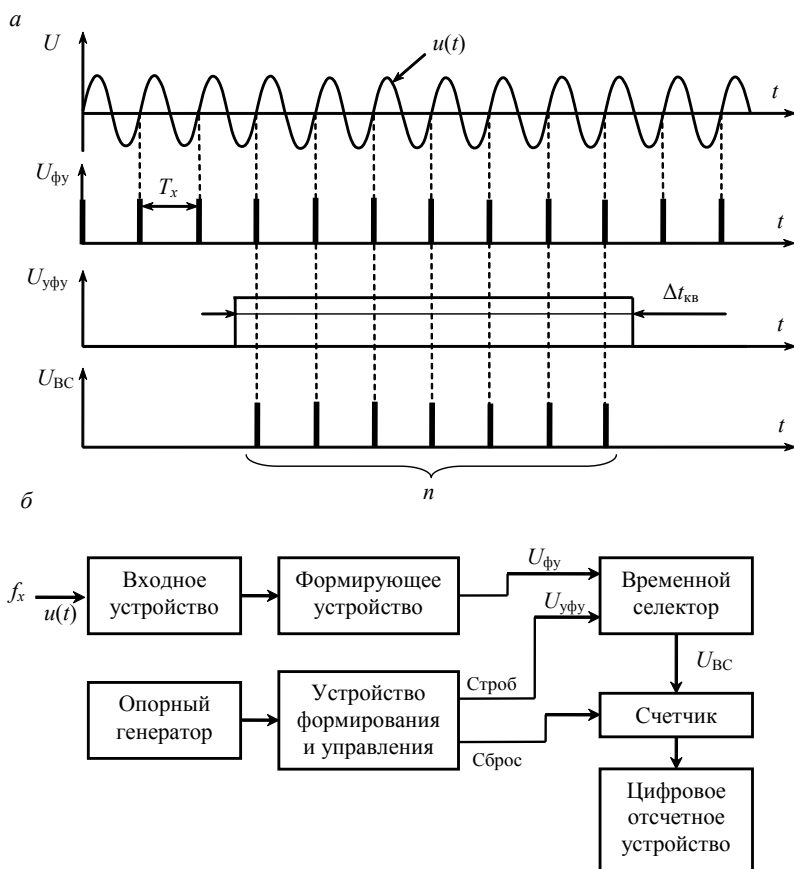 а
U
u(t)
t
Uфу
Tx
t
Uуфу
Δtкв
t
UВС
t
n
б
fx
u(t)
Входное
устройство
Формирующее
устройство
Uфу
Uуфу
Временной
селектор
UВС
Опорный
генератор
Устройство
формирования
и управления
Строб
Сброс
Счетчик
Цифровое
отсчетное
устройство